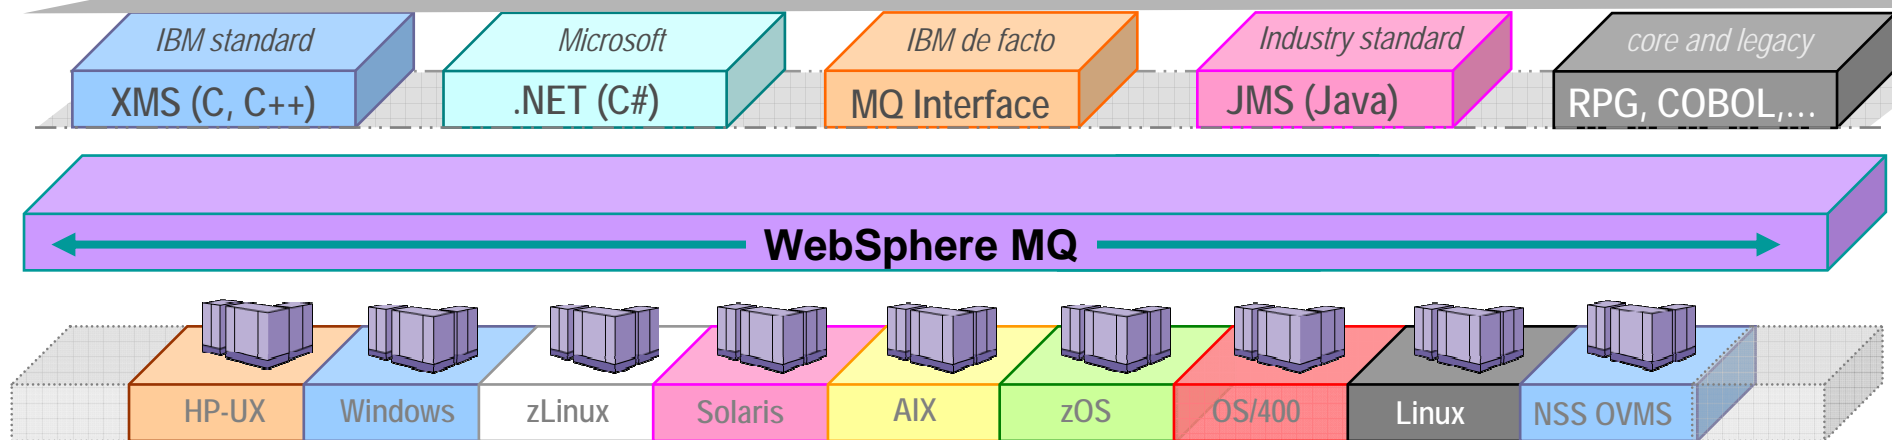 IBM standard
Microsoft
IBM de facto
Industry standard
core and legacy
XMS (C, C++)
.NET (C#)
MQ Interface
JMS (Java)
RPG, COBOL,...
WebSphere MQ
HP-UX
Windows
zLinux
Solaris
AIX
zOS
OS/400
Linux
NSS OVMS